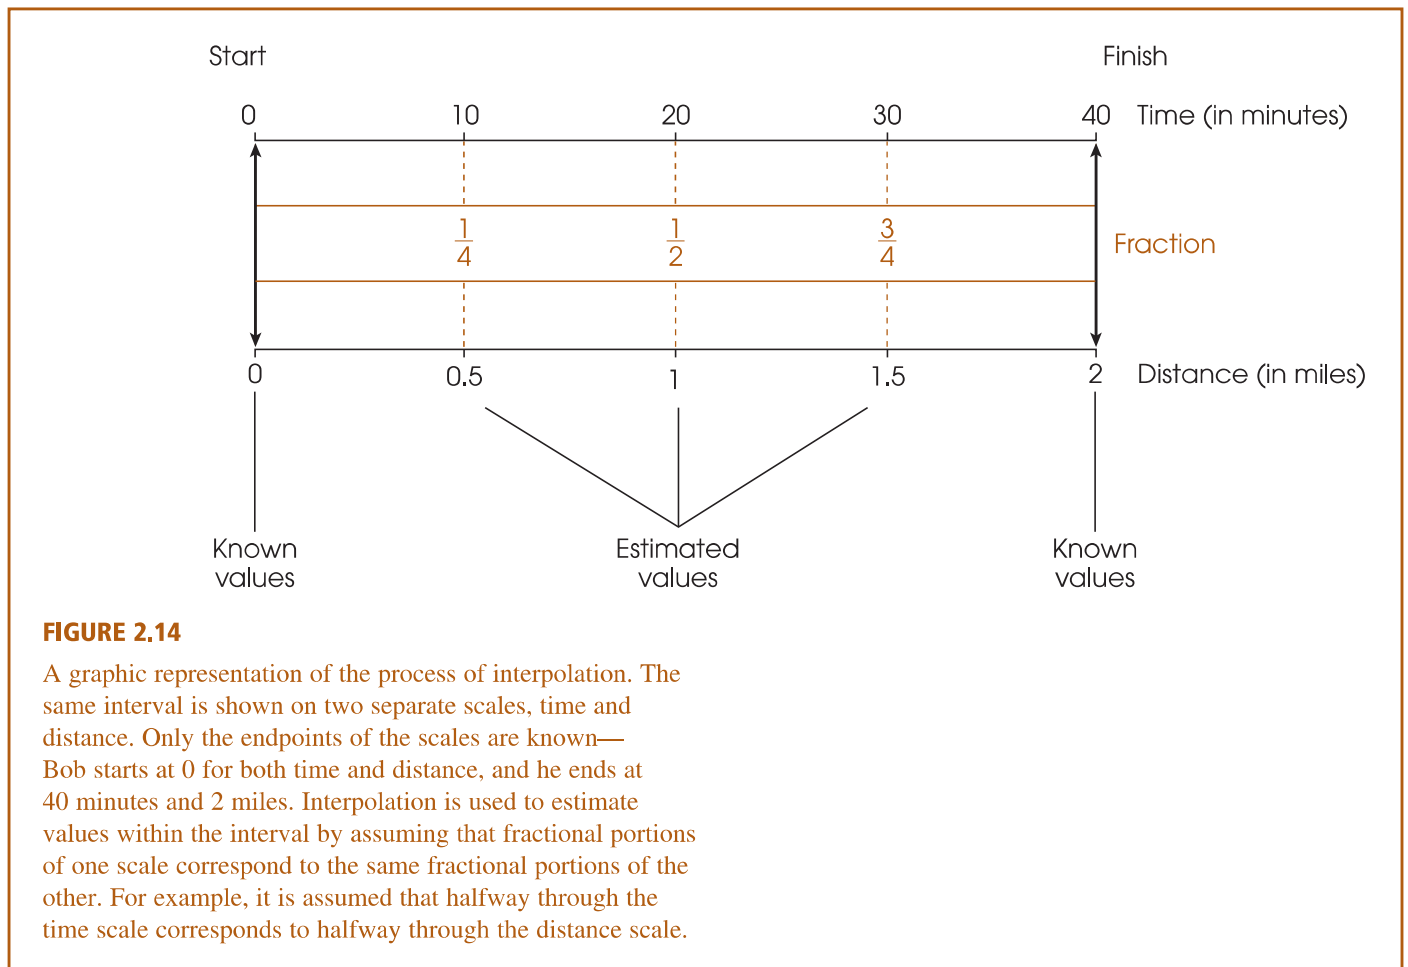 Start Finish
0 10 20 30 40 Time (in minutes)
1/4 1/2 3/4 Fraction
0 0.5 1 1.5 2 Distance (in miles)
Known values
Estimated values
Known values
FIGURE 2.14
A graphic representation of the process of interpolation. The
same interval is shown on two separate scales, time and
distance. Only the endpoints of the scales are known—
Bob starts at 0 for both time and distance, and he ends at
40 minutes and 2 miles. Interpolation is used to estimate
values within the interval by assuming that fractional portions
of one scale correspond to the same fractional portions of the
other. For example, it is assumed that halfway through the
time scale corresponds to halfway through the distance scale.